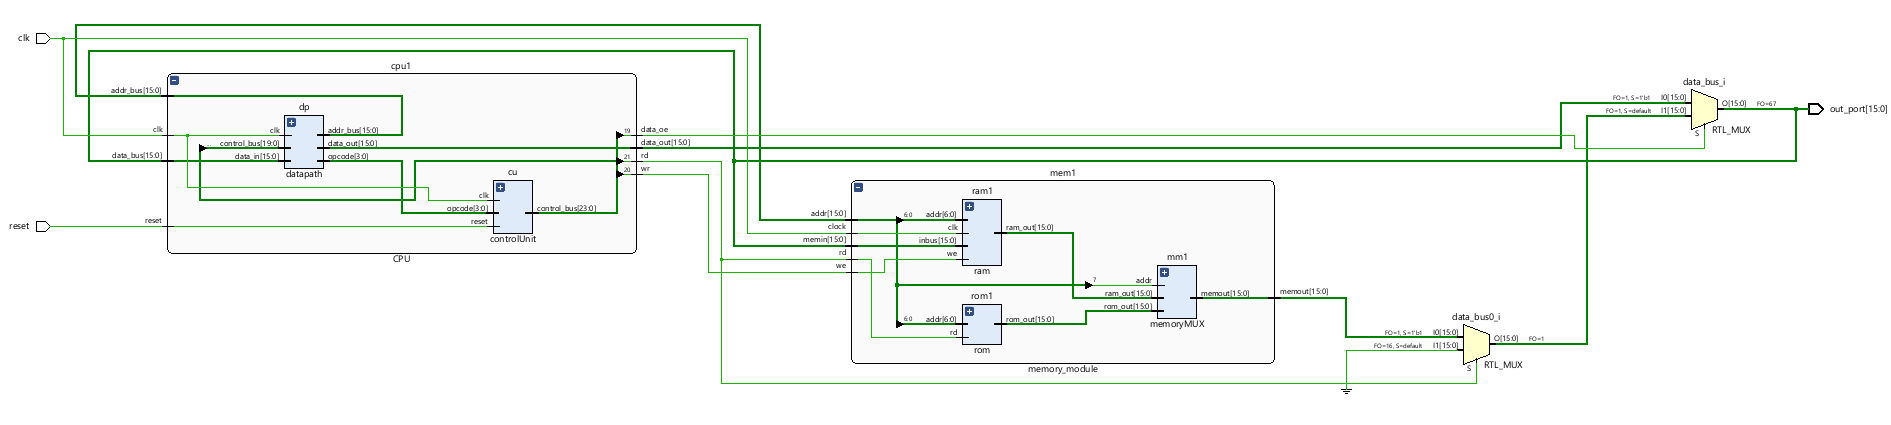 clk
reset
cpu1
addr_bus[15:0]
clk
data_bus[15:0]
reset
dp
clk
control_bus[19:0]
data_in[15:0]
addr_bus[15:0]
data_out[15:0]
opcode[3:0]
datapath
cu
clk
opcode[3:0]
reset
control_bus[23:0]
controlUnit
19
21
20
data_oe
data_out[15:0]
rd
wr
CPU
mem1
addr[15:0]
clock
memin[15:0]
rd
we
ram1
6:0
addr[6:0]
clk
inbus[15:0]
we
ram_out[15:0]
ram
rom1
6:0
addr[6:0]
rd
rom_out[15:0]
rom
mm1
7
addr
ram_out[15:0]
rom_out[15:0]
memout[15:0]
memoryMUX
memout[15:0]
memory_module
data_bus0_i
FO=1, S=1'b1
I0[15:0]
FO=16, S=default
I1[15:0]
O[15:0]
FO=1
S
RTL_MUX
data_bus_i
FO=1, S=1'b1
I0[15:0]
FO=1, S=default
I1[15:0]
O[15:0]
FO=67
S
RTL_MUX
out_port[15:0]